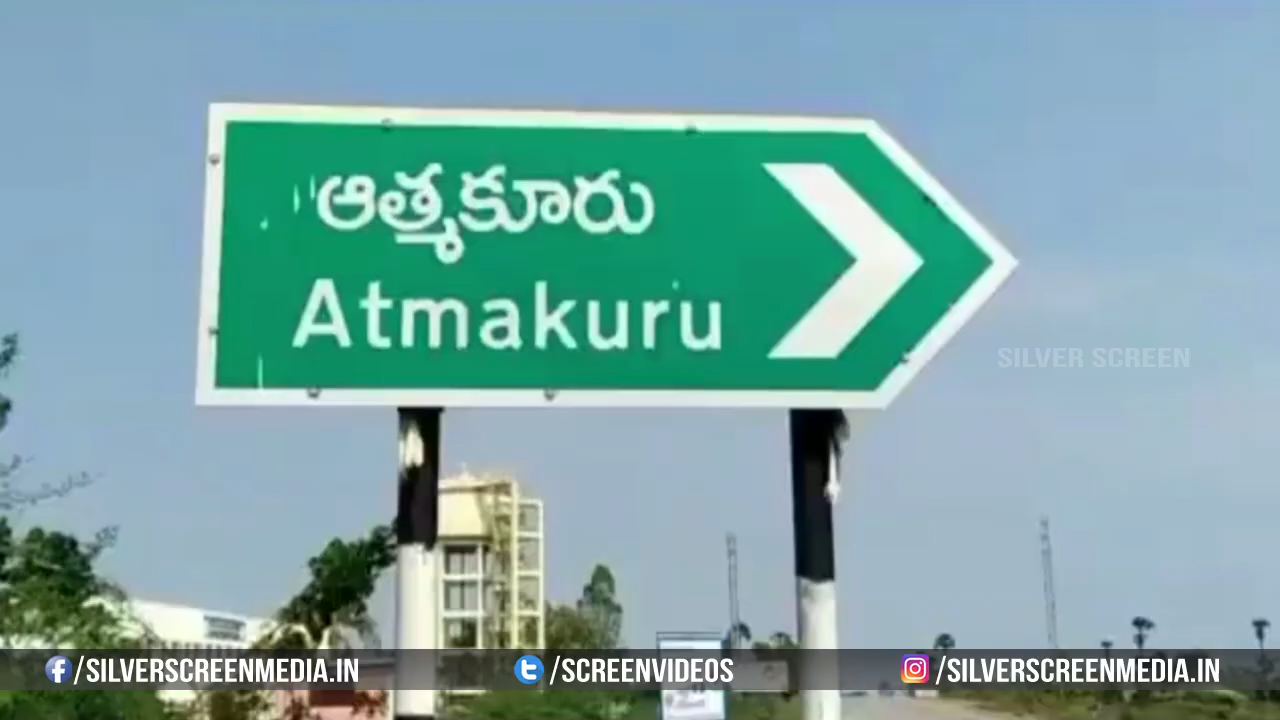 ఆత్మకూరు
Atmakuru
SILVER SCREEN
/SILVERSCREENMEDIA.IN
/SCREENVIDEOS
/SILVERSCREENMEDIA.IN